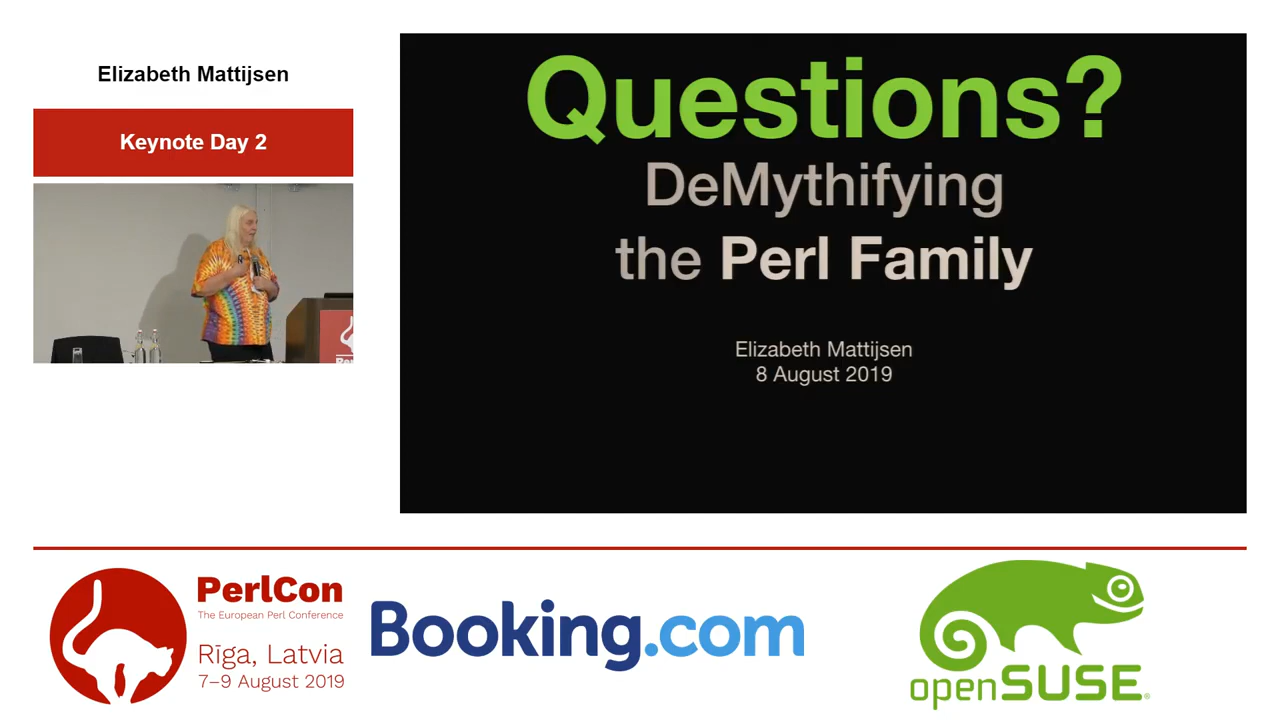 Elizabeth Mattijsen
Keynote Day 2
Questions?
DeMythifying
the Perl Family
Elizabeth Mattijsen
8 August 2019
PerlCon
The European Perl Conference
Rīga, Latvia
7–9 August 2019
Booking.com
openSUSE